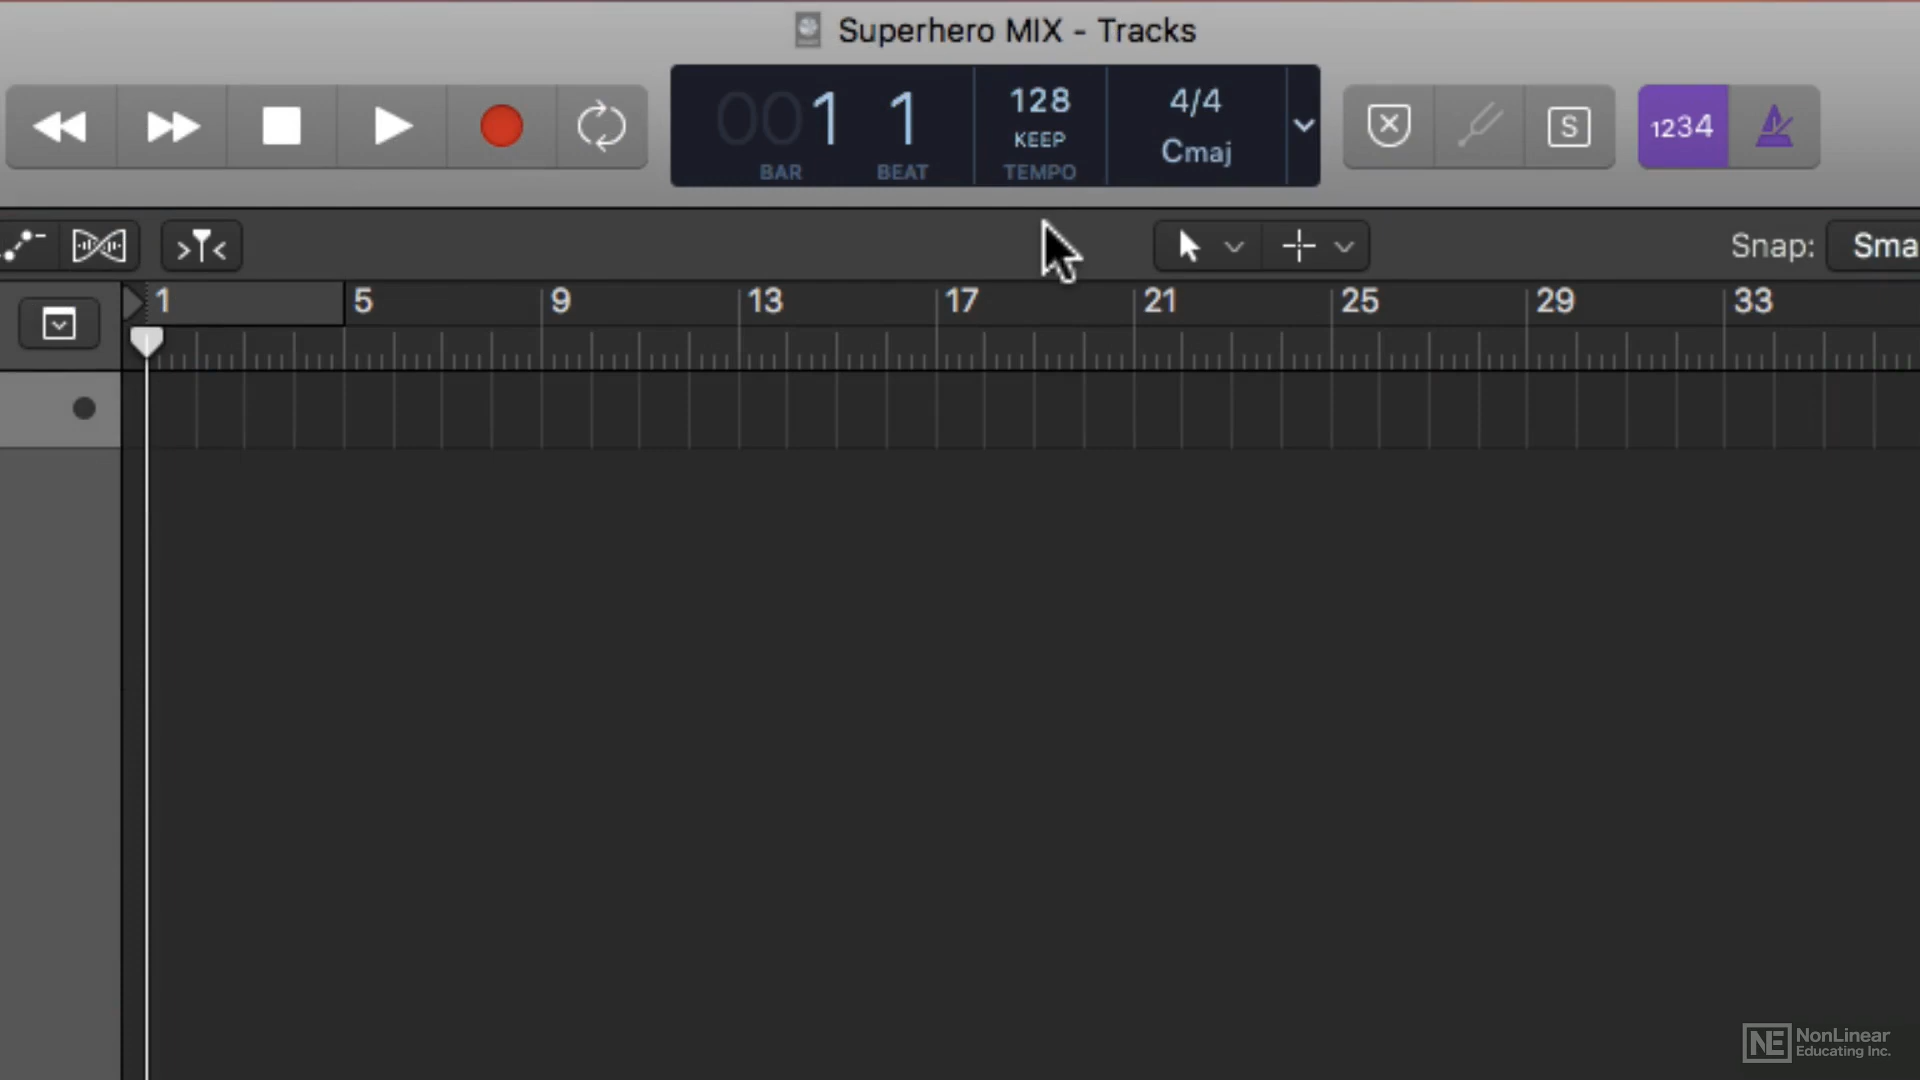 Superhero MIX - Tracks
001 1
BAR BEAT
128
KEEP
TEMPO
4/4
Cmaj
S
1234
Snap: Sma
1 5 9 13 17 21 25 29 33
NE NonLinear
Educating Inc.